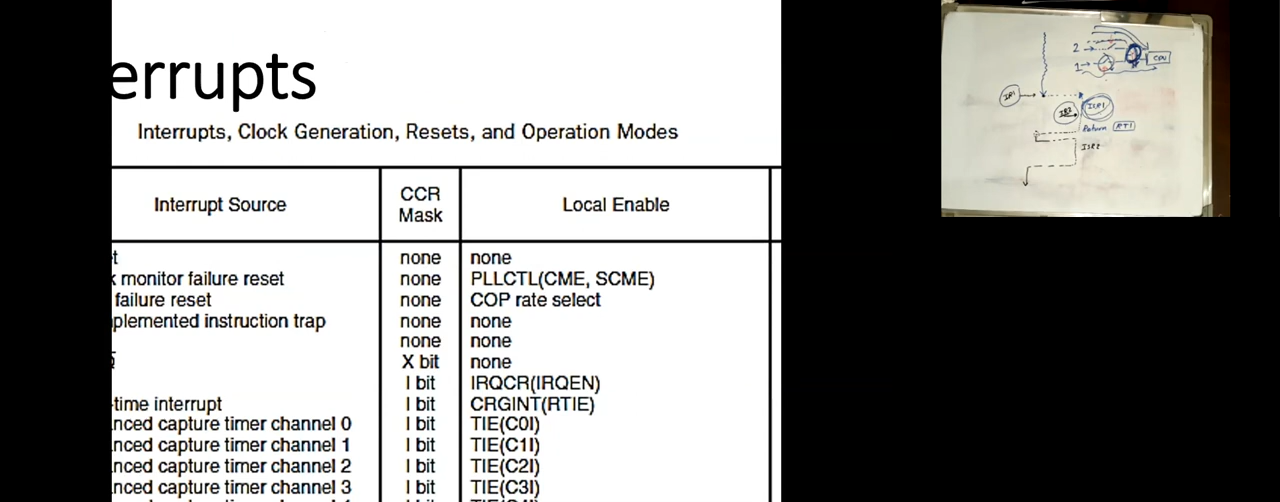 errupts
Interrupts, Clock Generation, Resets, and Operation Modes
Interrupt Source
CCR
Mask
Local Enable
t none none
k monitor failure reset none PLLCTL(CME, SCME)
failure reset none COP rate select
plemented instruction trap none none
none none
X bit none
I bit IRQCR(IRQEN)
-time interrupt I bit CRGINT(RTIE)
nced capture timer channel 0 I bit TIE(C0I)
nced capture timer channel 1 I bit TIE(C1I)
nced capture timer channel 2 I bit TIE(C2I)
nced capture timer channel 3 I bit TIE(C3I)
2
1
CPU
IR1
IR2
ISR1
Return RTI
ISR2